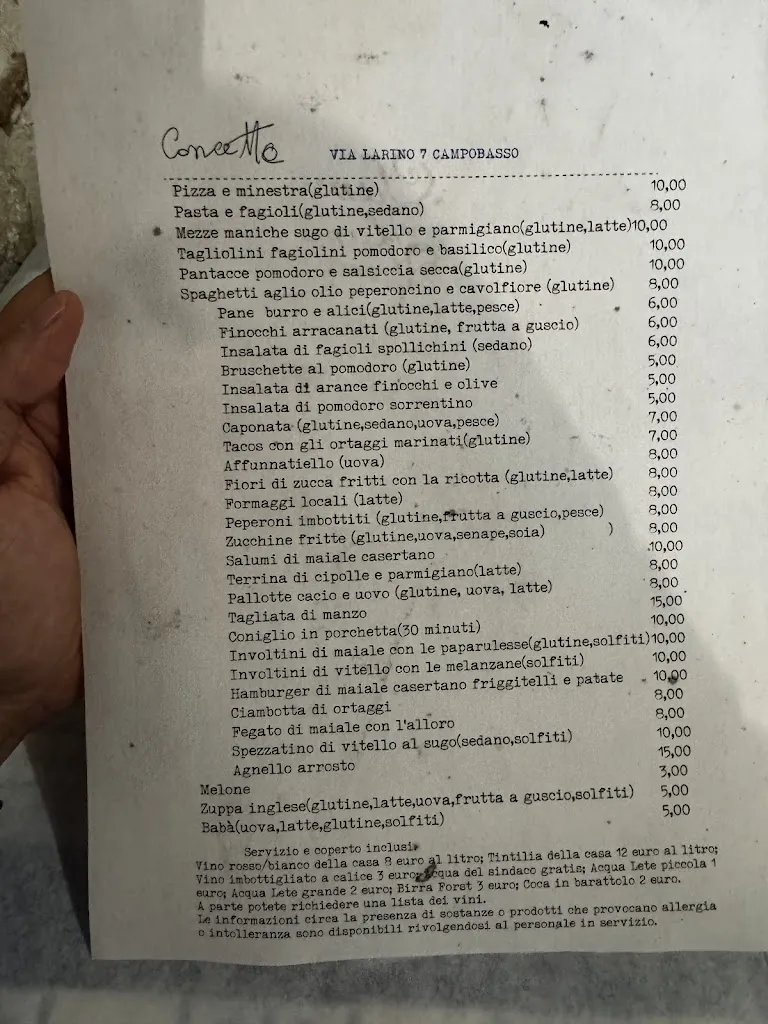 Concetta VIA LARINO 7 CAMPOBASSO
Pizza e minestra(glutine) 10,00
Pasta e fagioli(glutine,sedano) 8,00
Mezze maniche sugo di vitello e parmigiano(glutine,latte)10,00
Tagliolini fagiolini pomodoro e basilico(glutine) 10,00
Pantacce pomodoro e salsiccia secca(glutine) 10,00
Spaghetti aglio olio peperoncino e cavolfiore (glutine) 8,00
Pane burro e alici(glutine,latte,pesce) 6,00
Finocchi arracanati (glutine, frutta a guscio) 6,00
Insalata di fagioli spollichini (sedano) 6,00
Bruschette al pomodoro (glutine) 5,00
Insalata di arance finocchi e olive 5,00
Insalata di pomodoro sorrentino 5,00
Caponata (glutine,sedano,uova,pesce) 7,00
Tacos con gli ortaggi marinati(glutine) 7,00
Affunnatiello (uova) 8,00
Fiori di zucca fritti con la ricotta (glutine,latte) 8,00
Formaggi locali (latte) 8,00
Peperoni imbottiti (glutine,frutta a guscio,pesce) 8,00
Zucchine fritte (glutine,uova,senape,soia) ) 8,00
Salumi di maiale casertano 10,00
Terrina di cipolle e parmigiano(latte) 8,00
Pallotte cacio e uovo (glutine, uova, latte) 8,00
Tagliata di manzo 15,00
Coniglio in porchetta(30 minuti) 10,00
Involtini di maiale con le paparulesse(glutine,solfiti)10,00
Involtini di vitello con le melanzane(solfiti) 10,00
Hamburger di maiale casertano friggitelli e patate 10,00
Ciambotta di ortaggi 8,00
Fegato di maiale con l'alloro 8,00
Spezzatino di vitello al sugo(sedano,solfiti) 10,00
Agnello arrosto 15,00
Melone 3,00
Zuppa inglese(glutine,latte,uova,frutta a guscio,solfiti) 5,00
Babà(uova,latte,glutine,solfiti) 5,00
Servizio e coperto inclusi.
Vino rosso/bianco della casa 8 euro al litro; Tintilia della casa 12 euro al litro;
Vino imbottigliato a calice 3 euro; Acqua del sindaco gratis; Acqua Lete piccola 1
euro; Acqua Lete grande 2 euro; Birra Forst 3 euro; Coca in barattolo 2 euro.
A parte potete richiedere una lista dei vini.
Le informazioni circa la presenza di sostanze o prodotti che provocano allergia
o intolleranza sono disponibili rivolgendosi al personale in servizio.